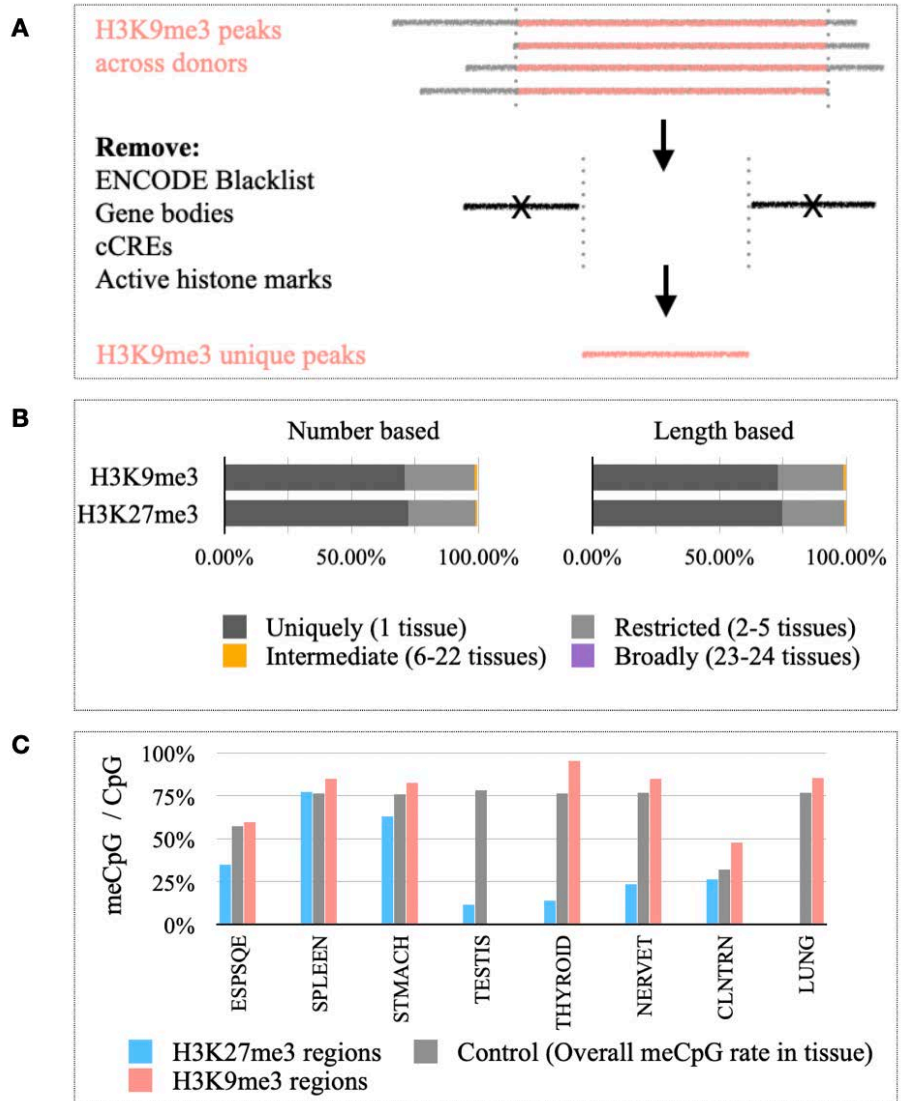 A
H3K9me3 peaks
across donors
Remove:
ENCODE Blacklist
Gene bodies
cCREs
Active histone marks
X
X
H3K9me3 unique peaks
B
Number based
Length based
H3K9me3
H3K27me3
0.00%
50.00%
100.00%
0.00%
50.00%
100.00%
Uniquely (1 tissue)
Restricted (2-5 tissues)
Intermediate (6-22 tissues)
Broadly (23-24 tissues)
C
meCpG / CpG
100%
75%
50%
25%
0%
ESPSQE
SPLEEN
STMACH
TESTIS
THYROID
NERVET
CLNTRN
LUNG
H3K27me3 regions
Control (Overall meCpG rate in tissue)
H3K9me3 regions